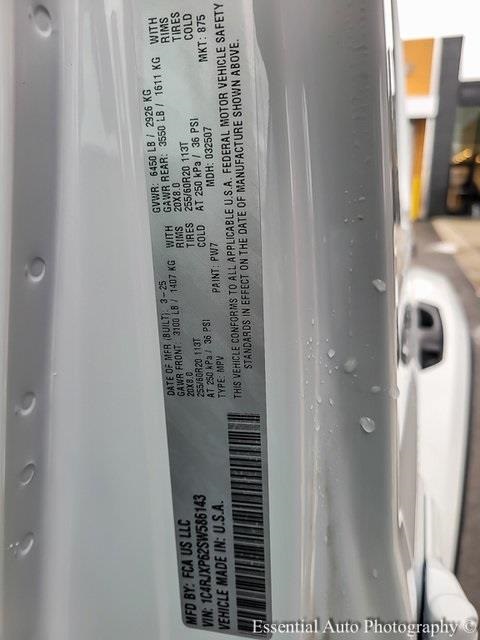 MFD BY: FCA US LLC
DATE OF MFR (BUILT): 3-25
GVWR: 6450 LB / 2926 KG
GAWR FRONT: 3100 LB / 1407 KG WITH
GAWR REAR: 3550 LB / 1611 KG WITH
20X8.0 RIMS
20X8.0 RIMS
255/60R20 113T TIRES
255/60R20 113T TIRES
AT 250 kPa / 36 PSI COLD
AT 250 kPa / 36 PSI COLD
TYPE: MPV PAINT: PW7 MDH: 032507 MKT: 875
THIS VEHICLE CONFORMS TO ALL APPLICABLE U.S.A. FEDERAL MOTOR VEHICLE SAFETY
STANDARDS IN EFFECT ON THE DATE OF MANUFACTURE SHOWN ABOVE.
VIN: 1C4RJXP62SW586143
VEHICLE MADE IN: U.S.A.
Essential Auto Photography ©